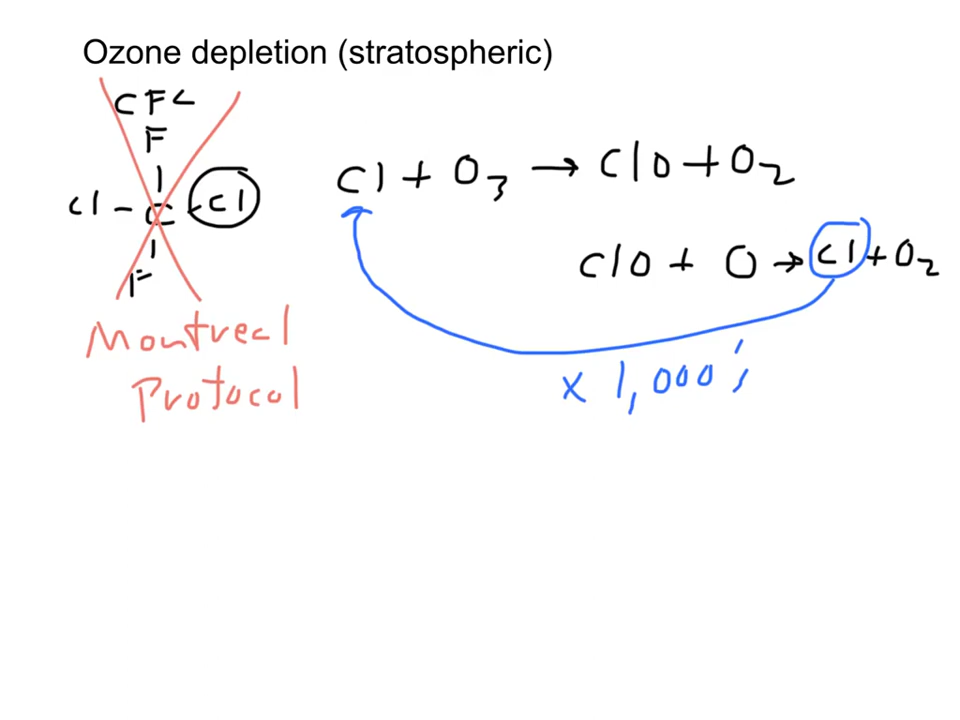 Ozone depletion (stratospheric)
CFC
F
Cl - C - Cl
F
Montreal
Protocol
Cl + O3 → ClO + O2
ClO + O → Cl + O2
x 1,000's